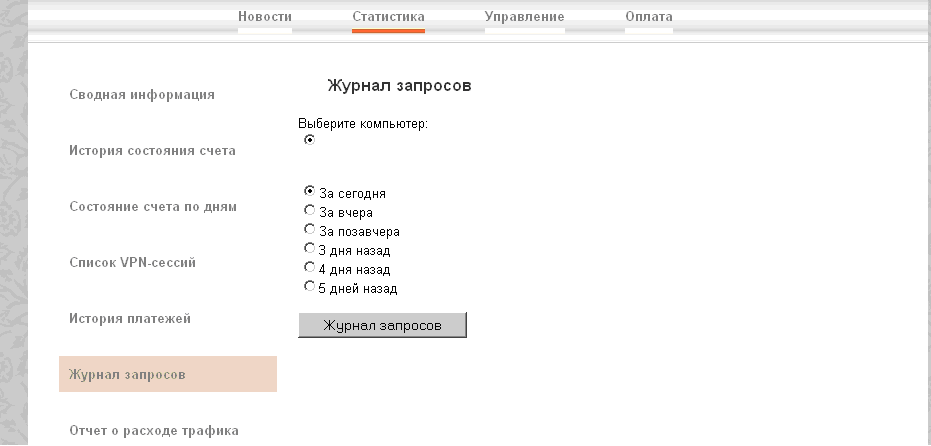 Новости Статистика Управление Оплата
Сводная информация
История состояния счета
Состояние счета по дням
Список VPN-сессий
История платежей
Журнал запросов
Отчет о расходе трафика
Журнал запросов
Выберите компьютер:
За сегодня
За вчера
За позавчера
3 дня назад
4 дня назад
5 дней назад
Журнал запросов